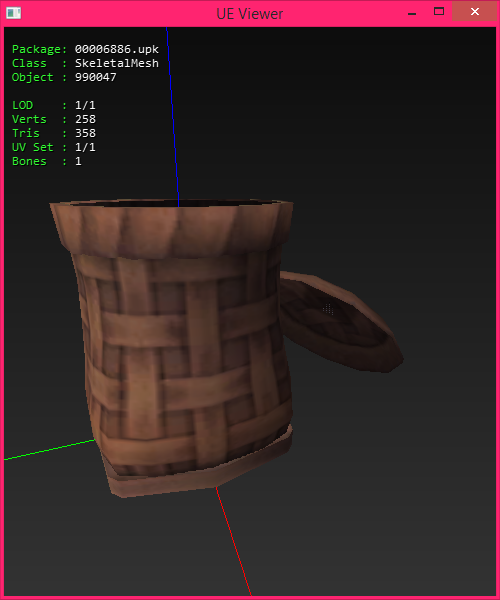 UE Viewer
Package: 00006886.upk
Class : SkeletalMesh
Object : 990047
LOD : 1/1
Verts : 258
Tris : 358
UV Set : 1/1
Bones : 1